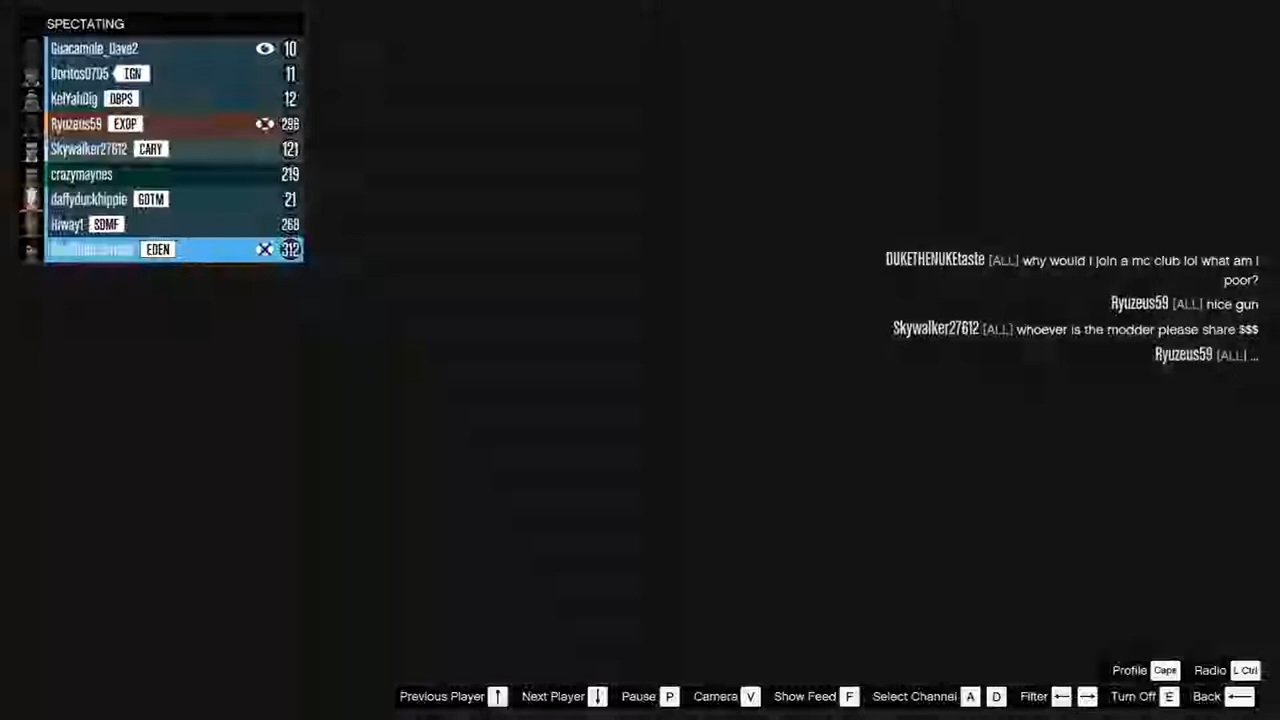 SPECTATING
Guacamole_Dave2 10
Doritos0705 IGN 11
KelYahDig DBPS 12
Ryuzeus59 EXOP 296
Skywalker27612 CARY 121
crazymaynes 219
daffyduckhippie GOTM 21
Hiway1 SDMF 268
EDEN 312
DUKETHENUKEtaste [ALL] why would i join a mc club lol what am i
poor?
Ryuzeus59 [ALL] nice gun
Skywalker27612 [ALL] whoever is the modder please share $$$
Ryuzeus59 [ALL] ...
Profile Caps Radio L Ctrl
Previous Player ↑ Next Player ↓ Pause P Camera V Show Feed F Select Channel A D Filter ← → Turn Off E Back ←